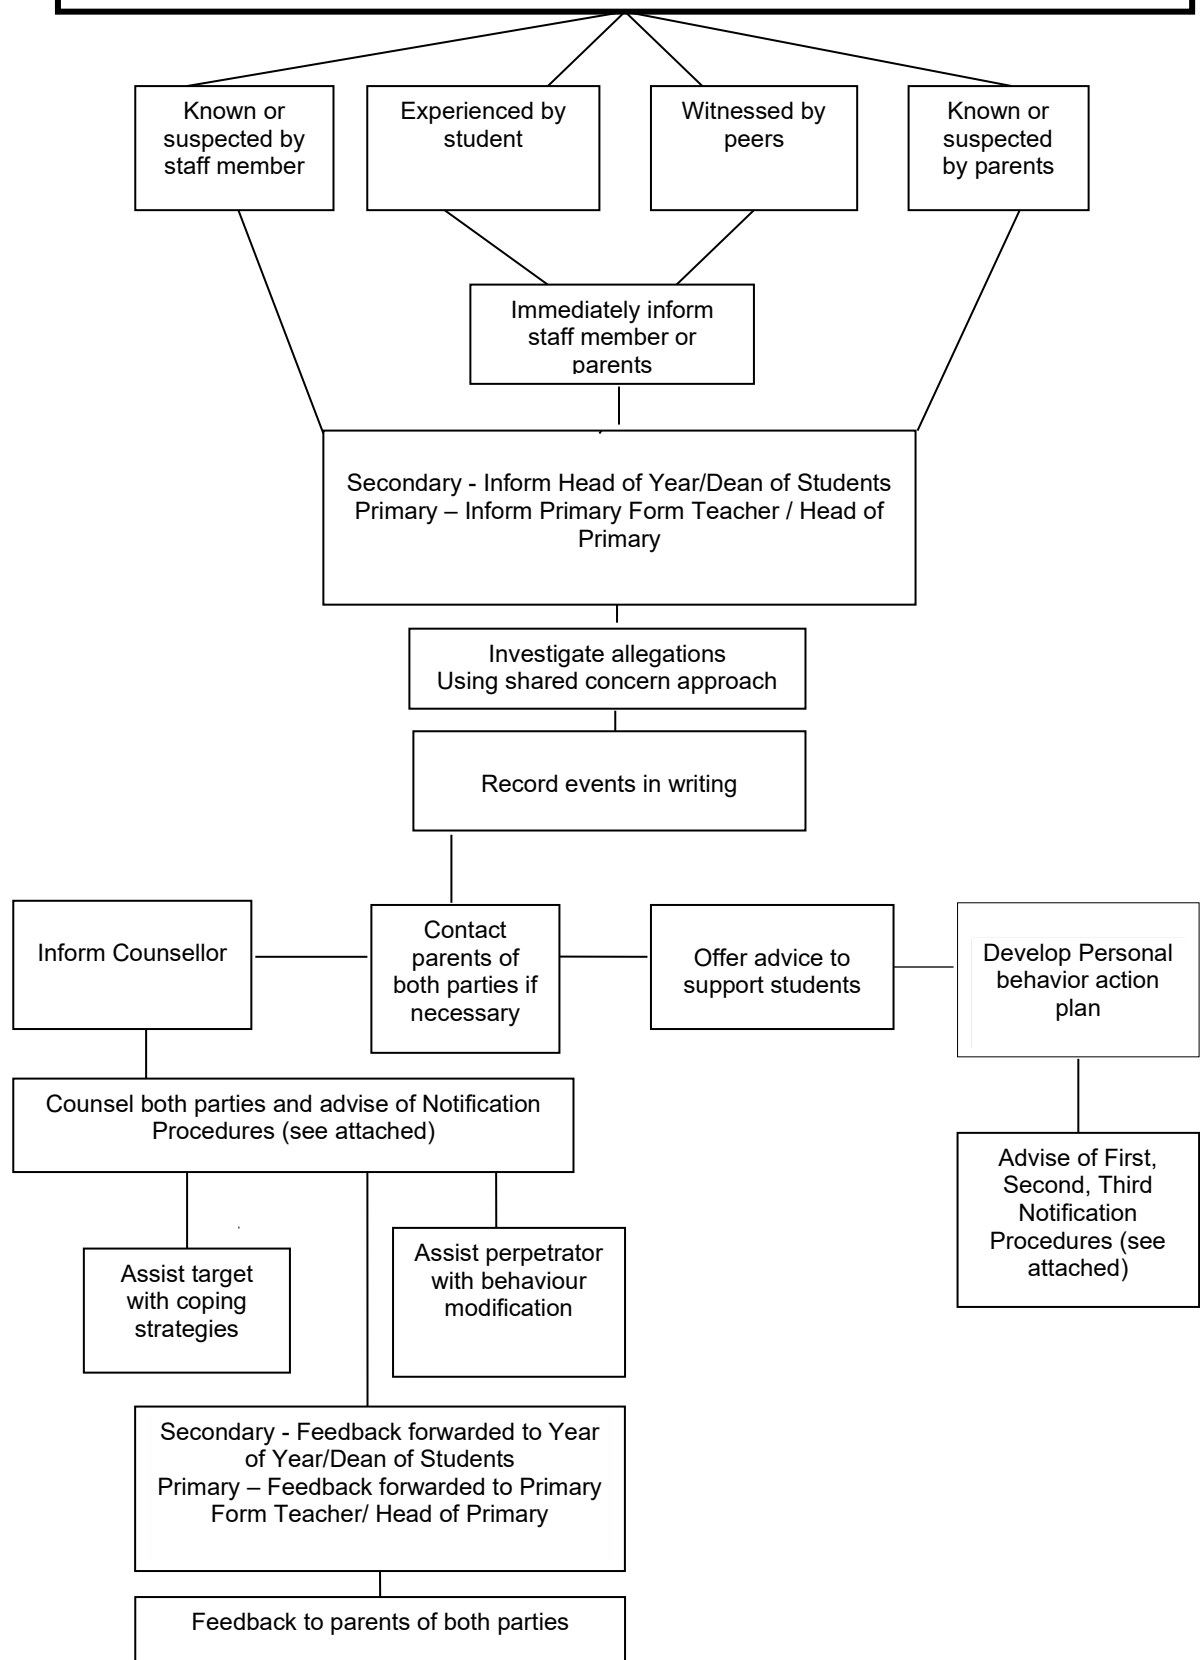 Known or
suspected by
staff member
Experienced by
student
Witnessed by
peers
Known or
suspected
by parents
Immediately inform
staff member or
parents
Secondary - Inform Head of Year/Dean of Students
Primary – Inform Primary Form Teacher / Head of
Primary
Investigate allegations
Using shared concern approach
Record events in writing
Inform Counsellor
Contact
parents of
both parties if
necessary
Offer advice to
support students
Develop Personal
behavior action
plan
Counsel both parties and advise of Notification
Procedures (see attached)
Advise of First,
Second, Third
Notification
Procedures (see
attached)
Assist target
with coping
strategies
Assist perpetrator
with behaviour
modification
Secondary - Feedback forwarded to Year
of Year/Dean of Students
Primary – Feedback forwarded to Primary
Form Teacher/ Head of Primary
Feedback to parents of both parties